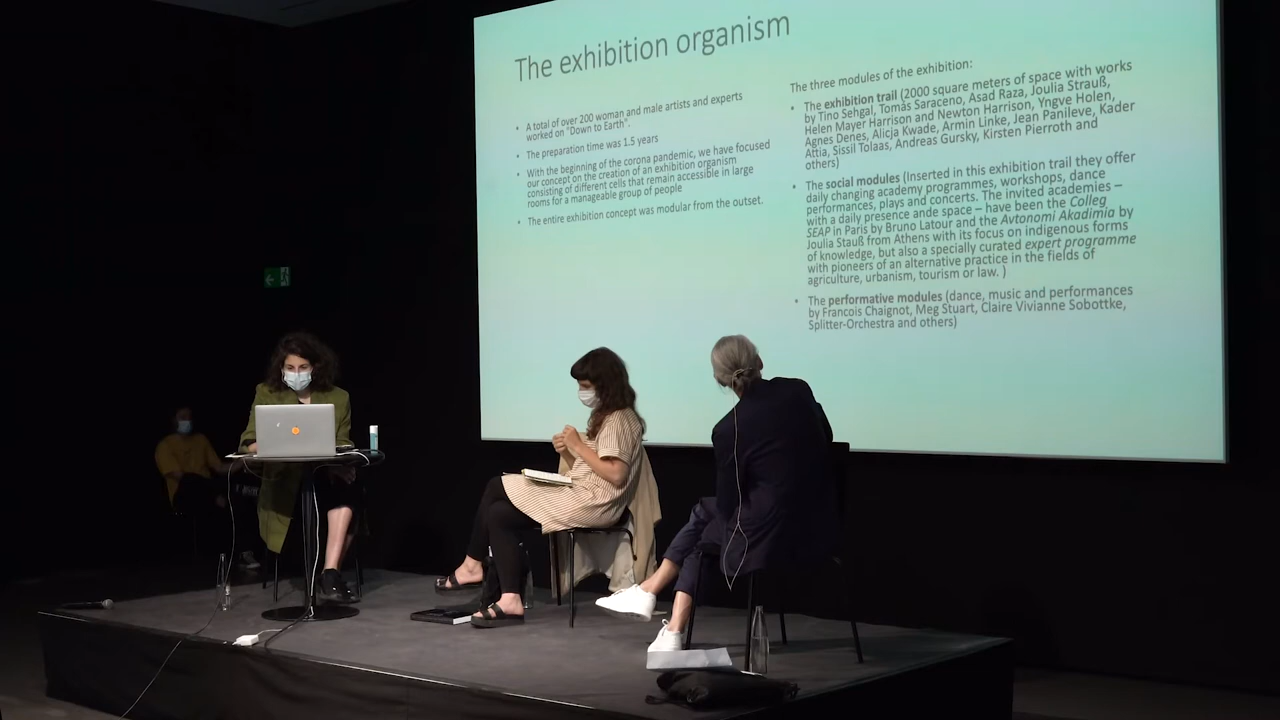 The exhibition organism
A total of over 200 woman and male artists and experts
worked on "Down to Earth".
The preparation time was 1.5 years
With the beginning of the corona pandemic, we have focused
our concept on the creation of an exhibition organism
consisting of different cells that remain accessible in large
rooms for a manageable group of people
The entire exhibition concept was modular from the outset.
The three modules of the exhibition:
The exhibition trail (2000 square meters of space with works
by Tino Sehgal, Tomás Saraceno, Asad Raza, Joulia Strauß,
Helen Mayer Harrison and Newton Harrison, Yngve Holen,
Agnes Denes, Alicja Kwade, Armin Linke, Jean Panileve, Kader
Attia, Sissil Tolaas, Andreas Gursky, Kirsten Pierroth and
others)
The social modules (Inserted in this exhibition trail they offer
daily changing academy programmes, workshops, dance
performances, plays and concerts. The invited academies –
with a daily presence ande space – have been the Colleg
SEAP in Paris by Bruno Latour and the Avtonomi Akadimia by
Joulia Stauß from Athens with its focus on indigenous forms
of knowledge, but also a specially curated expert programme
with pioneers of an alternative practice in the fields of
agriculture, urbanism, tourism or law. )
The performative modules (dance, music and performances
by Francois Chaignot, Meg Stuart, Claire Vivianne Sobottke,
Splitter-Orchestra and others)